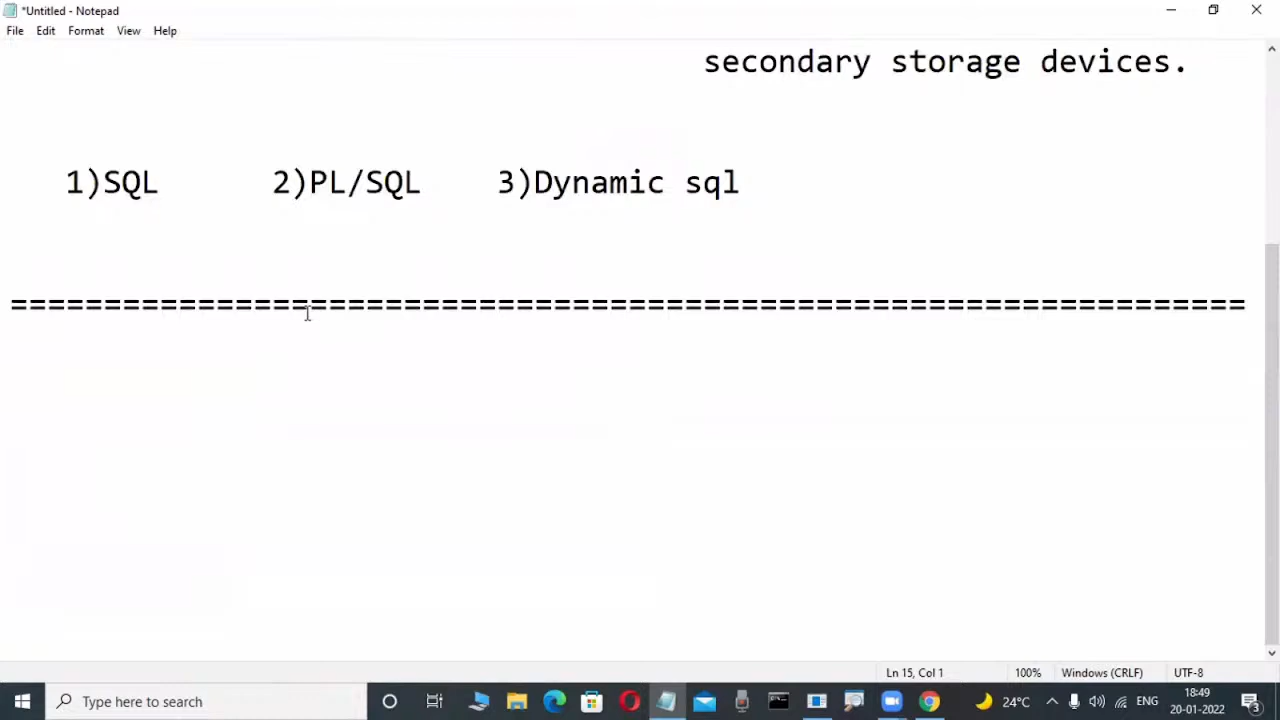 *Untitled - Notepad
File Edit Format View Help
secondary storage devices.
1)SQL 2)PL/SQL 3)Dynamic sql
==================================================================
Ln 15, Col 1 100% Windows (CRLF) UTF-8
Type here to search 24°C ENG 18:49
20-01-2022 3